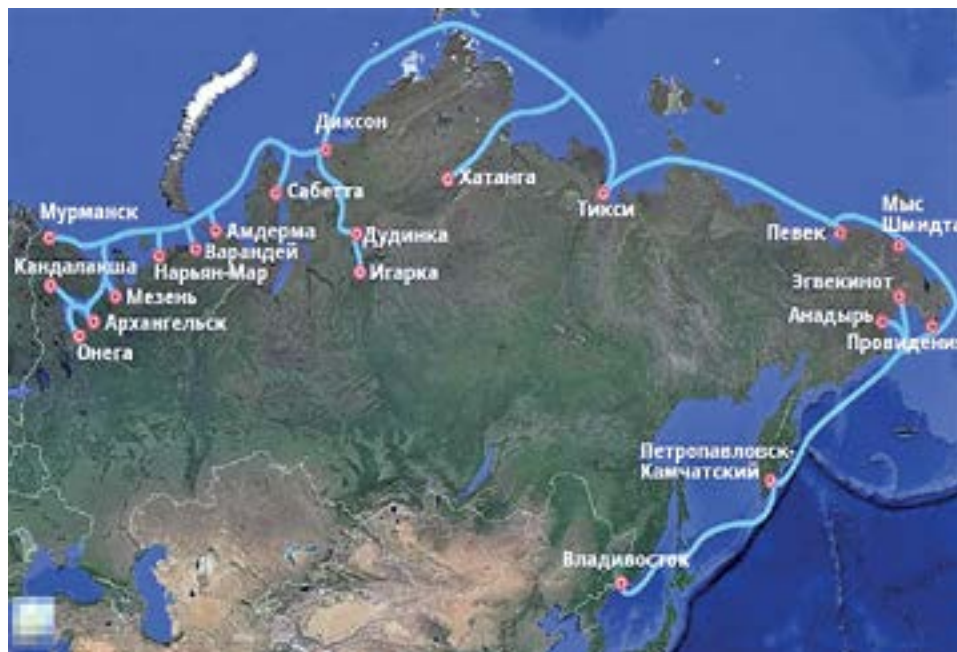 Диксон
Хатанга
Сабетта
Тикси
Мыс
Шмидта
Мурманск
Амдерма
Дудинка
Певек
Варандей
Кандалакша
Нарьян-Мар
Игарка
Эгвекинот
Мезень
Анадырь
Архангельск
Провидения
Онега
Петропавловск-
Камчатский
Владивосток